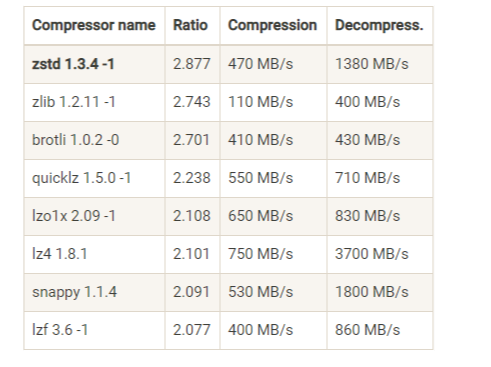 Compressor name Ratio Compression Decompress.
zstd 1.3.4 -1 2.877 470 MB/s 1380 MB/s
zlib 1.2.11 -1 2.743 110 MB/s 400 MB/s
brotli 1.0.2 -0 2.701 410 MB/s 430 MB/s
quicklz 1.5.0 -1 2.238 550 MB/s 710 MB/s
lzo1x 2.09 -1 2.108 650 MB/s 830 MB/s
lz4 1.8.1 2.101 750 MB/s 3700 MB/s
snappy 1.1.4 2.091 530 MB/s 1800 MB/s
lzf 3.6 -1 2.077 400 MB/s 860 MB/s